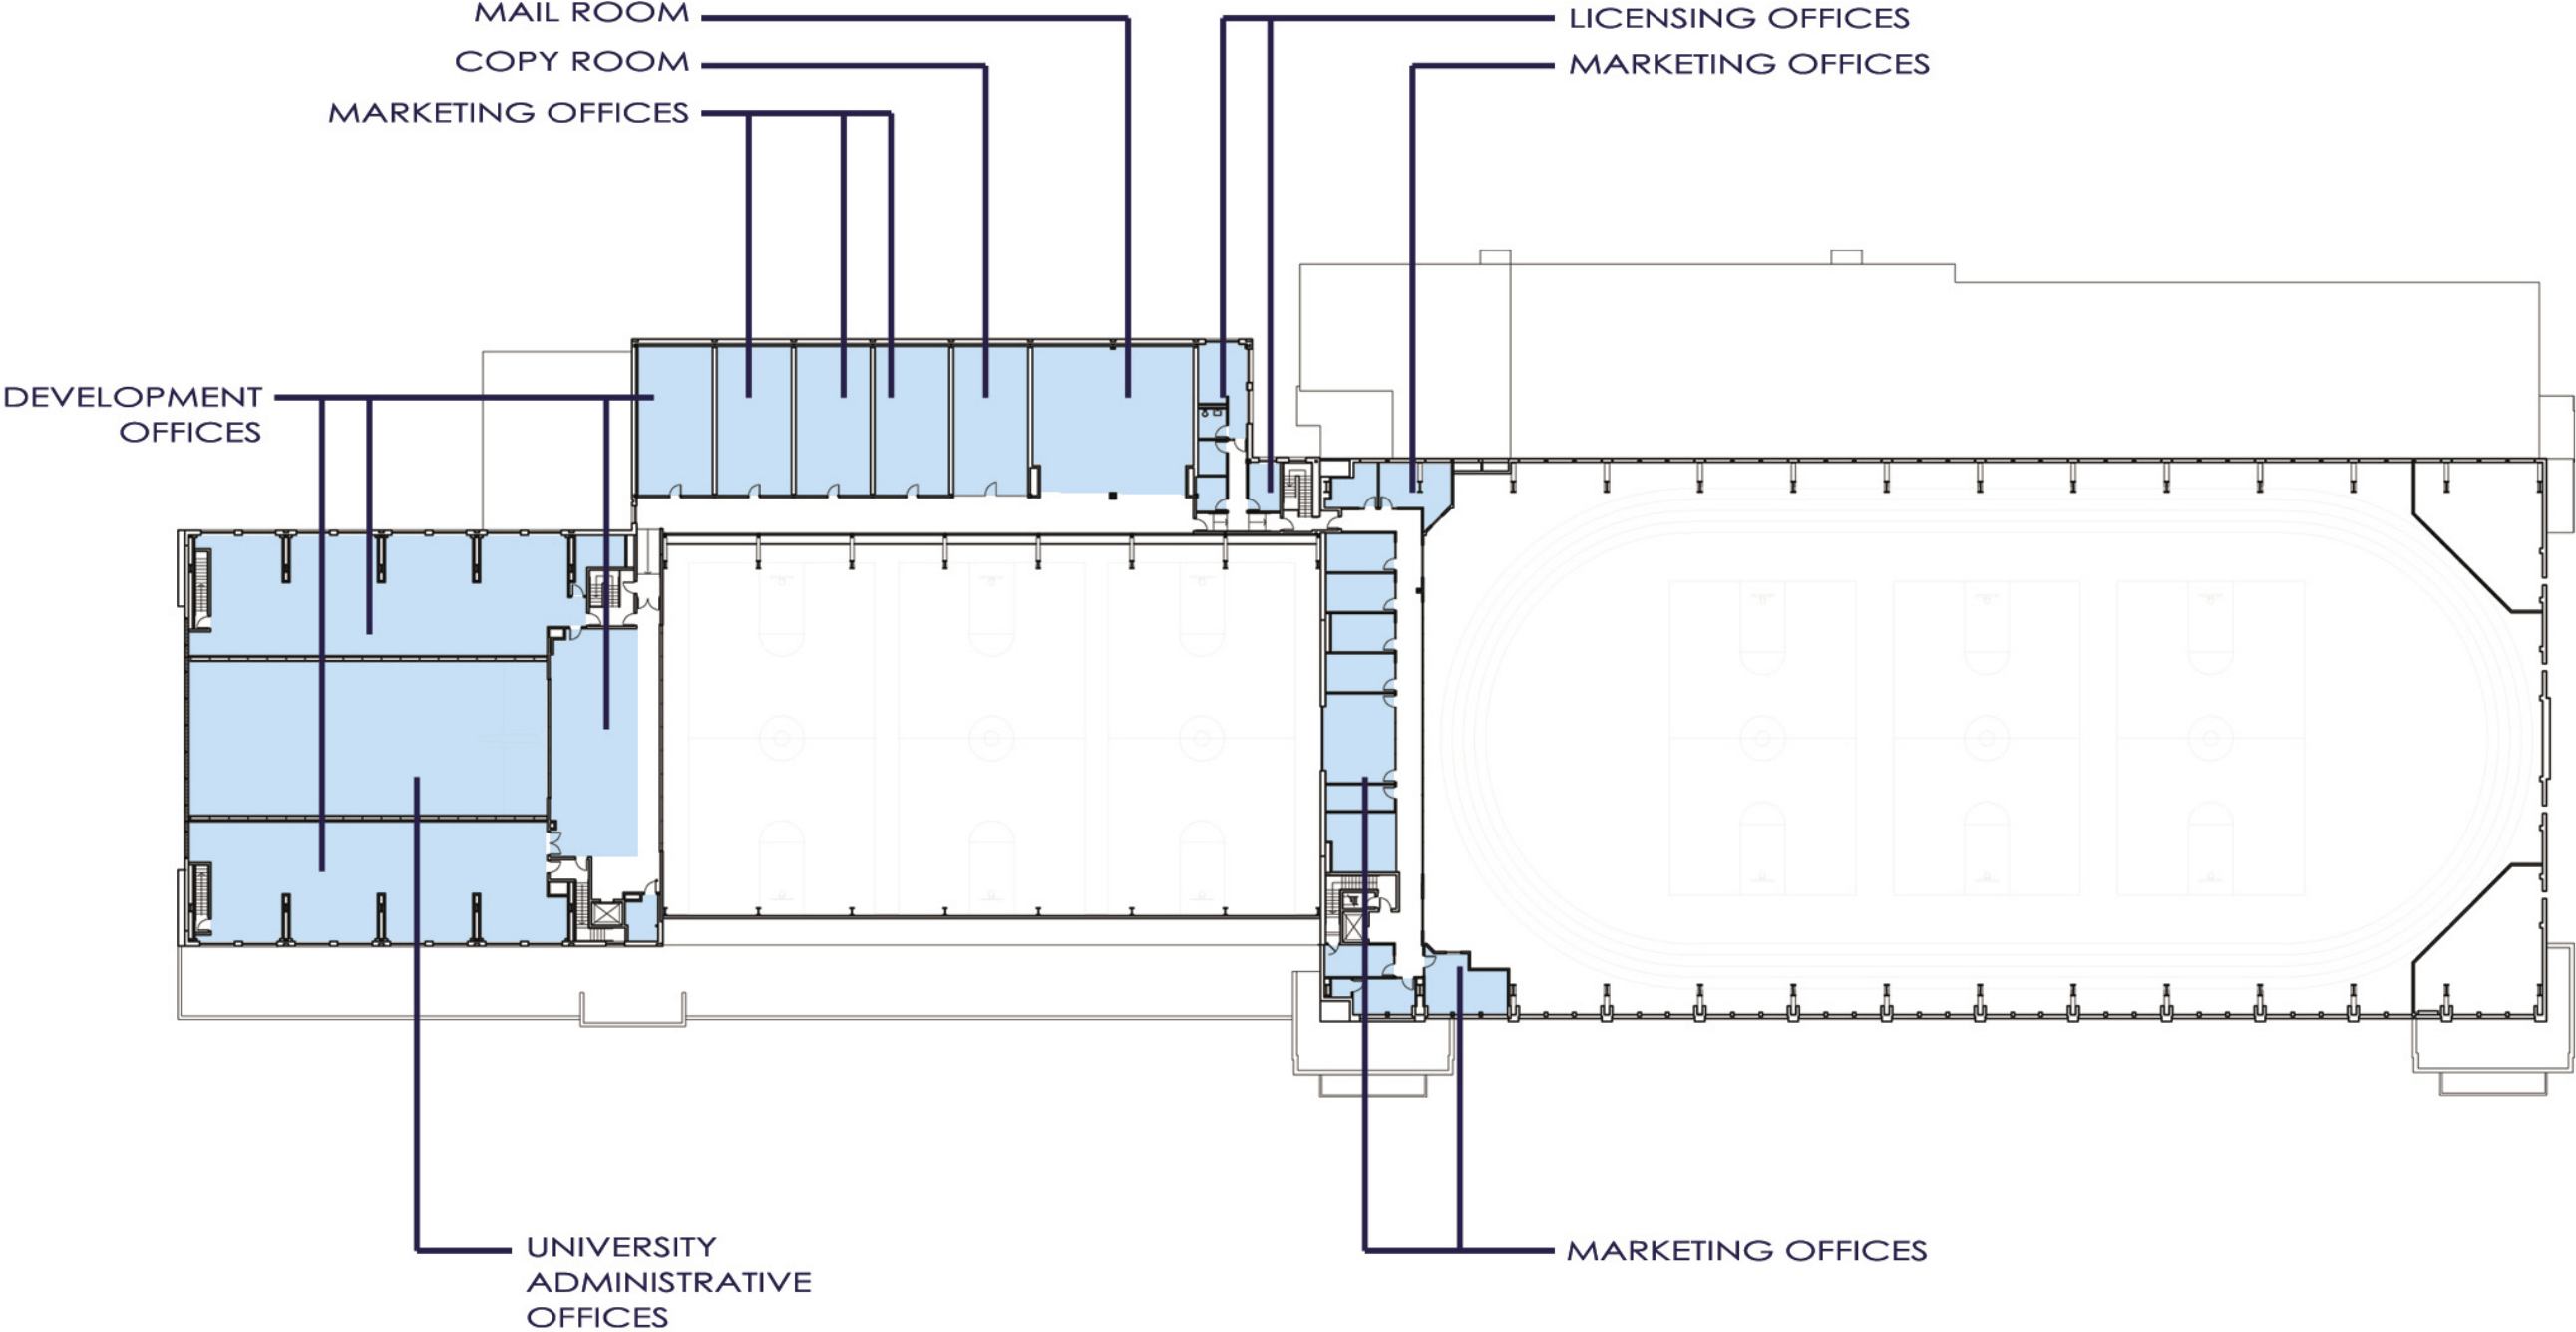 MAIL ROOM
COPY ROOM
MARKETING OFFICES
LICENSING OFFICES
MARKETING OFFICES
DEVELOPMENT
OFFICES
UNIVERSITY
ADMINISTRATIVE
OFFICES
MARKETING OFFICES